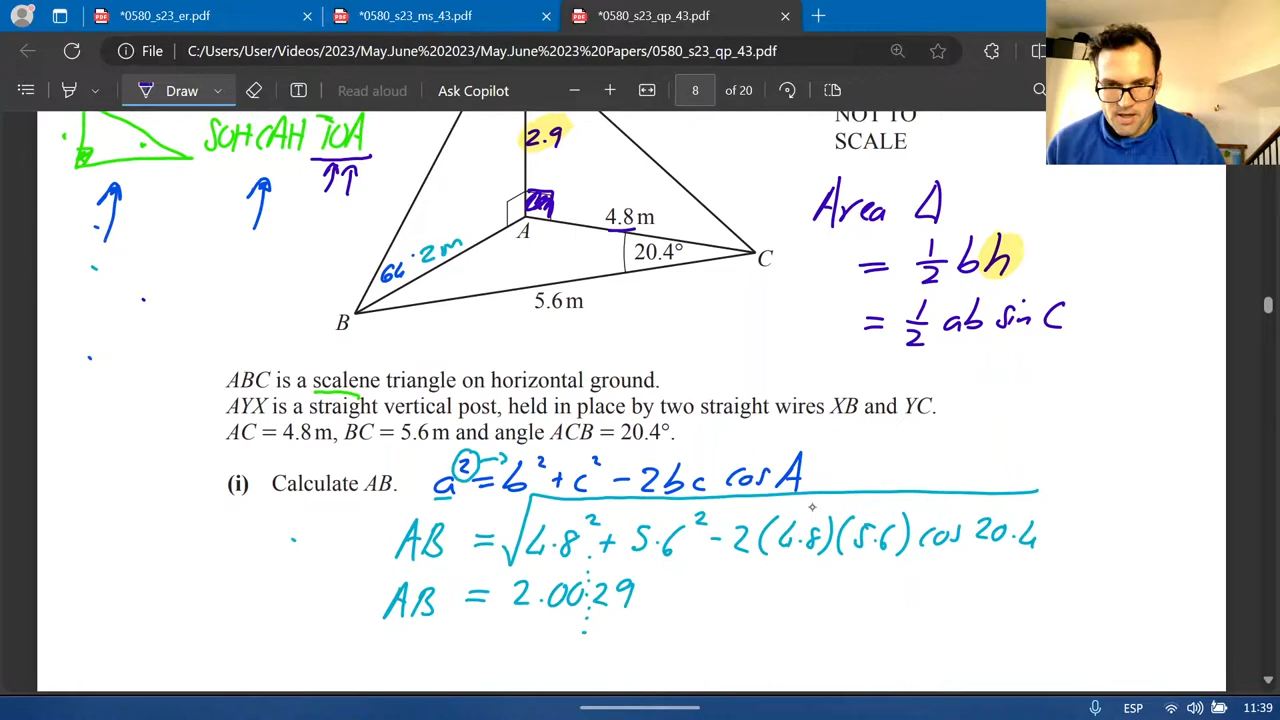 *0580_s23_er.pdf
*0580_s23_ms_43.pdf
*0580_s23_qp_43.pdf
File C:/Users/User/Videos/2023/May.June%202023/May.June%2023%20Papers/0580_s23_qp_43.pdf
Draw Read aloud Ask Copilot 8 of 20
NOT TO
SCALE
SOHCAH TOA
2.9
Area Δ
= 1/2 bh
= 1/2 ab sin C
4.8 m
A
20.4°
C
64.2m
5.6 m
B
ABC is a scalene triangle on horizontal ground.
AYX is a straight vertical post, held in place by two straight wires XB and YC.
AC = 4.8 m, BC = 5.6 m and angle ACB = 20.4°.
(i) Calculate AB. a² = b² + c² - 2bc cos A
AB = √4.8² + 5.6² - 2(4.8)(5.6) cos 20.4
AB = 2.0029
ESP 11:39